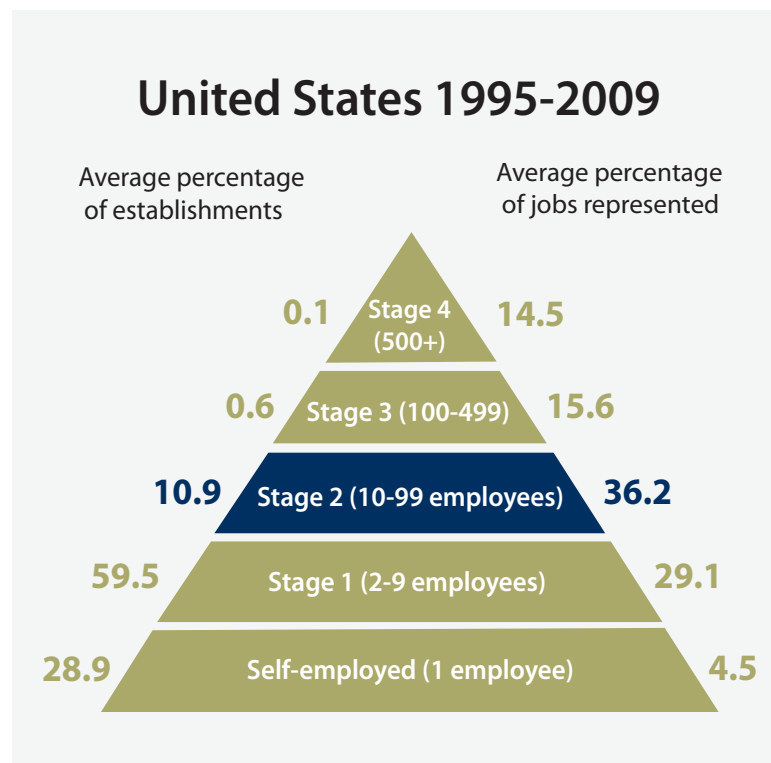 United States 1995-2009
Average percentage
of establishments
Average percentage
of jobs represented
0.1
Stage 4
(500+)
14.5
0.6
Stage 3 (100-499)
15.6
10.9
Stage 2 (10-99 employees)
36.2
59.5
Stage 1 (2-9 employees)
29.1
28.9
Self-employed (1 employee)
4.5